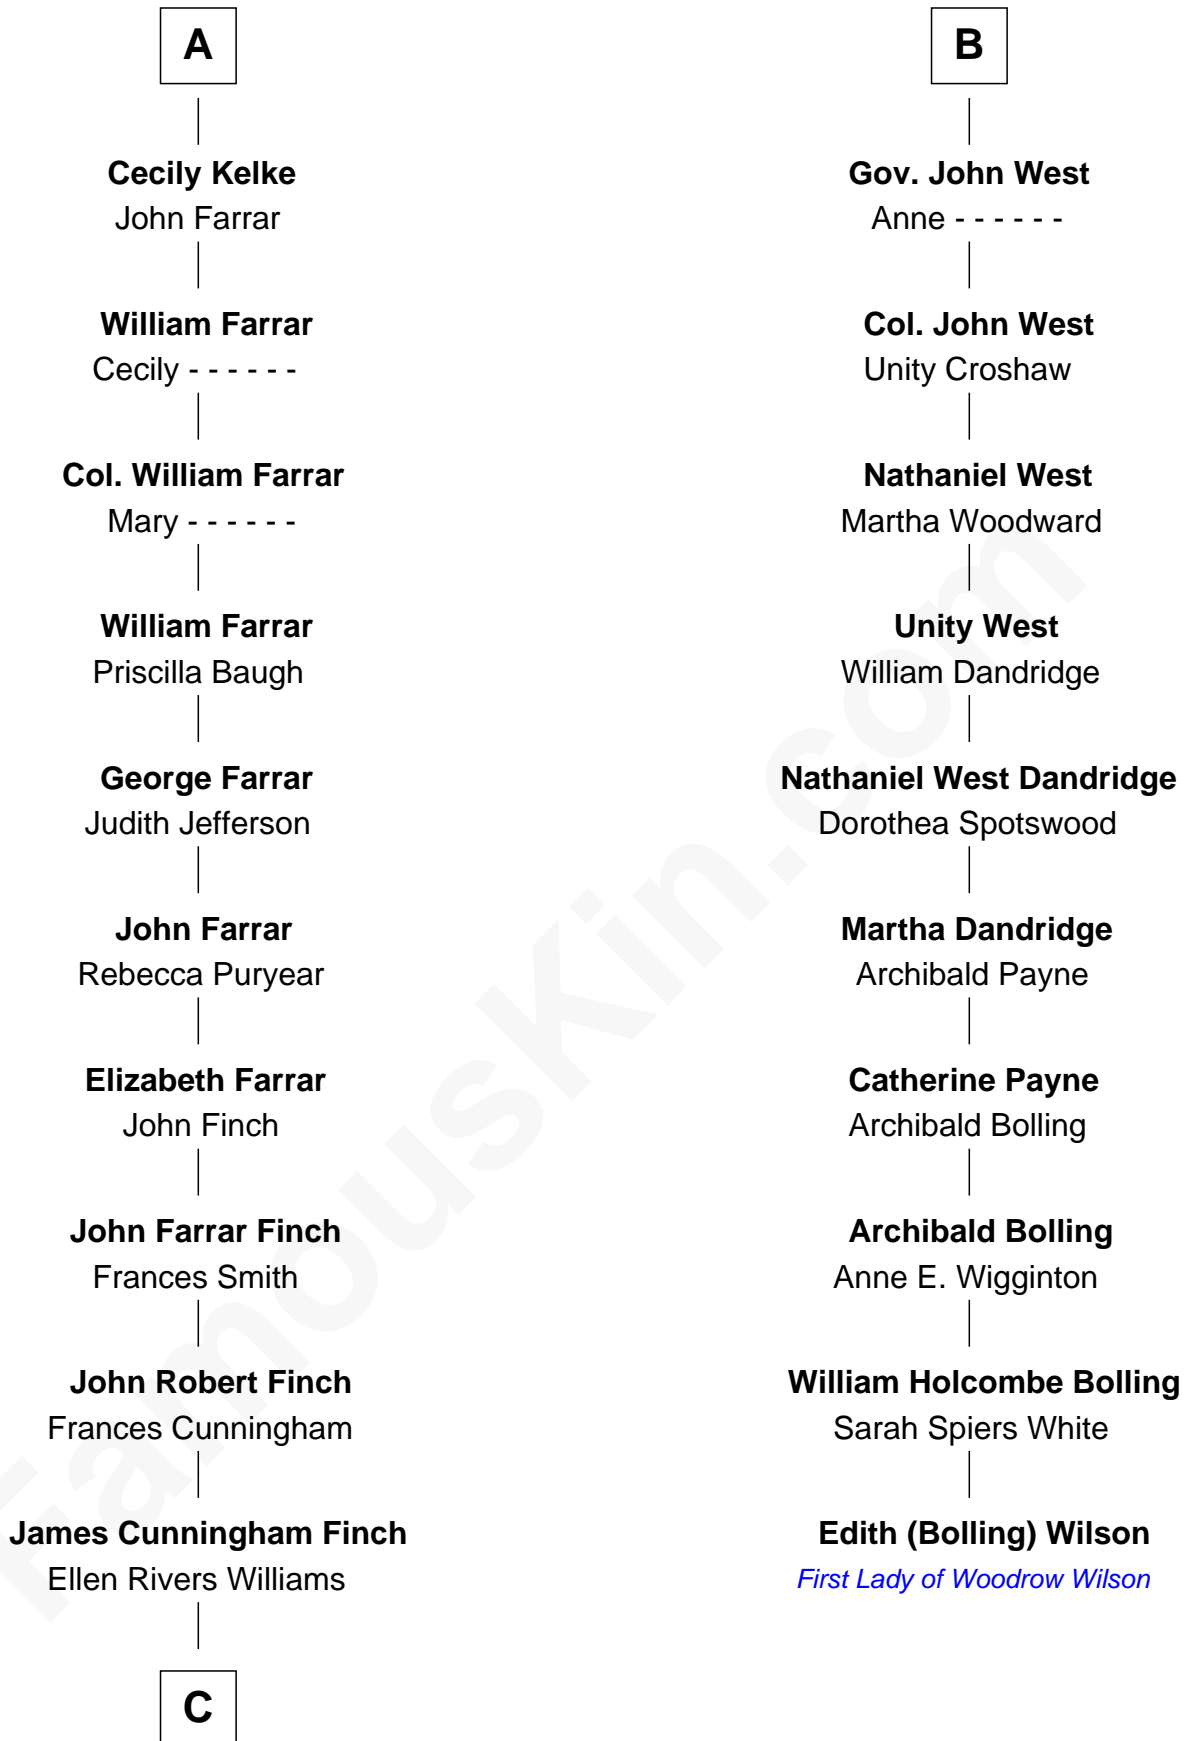 A
Cecily Kelke
John Farrar
William Farrar
Cecily - - - - - -
Col. William Farrar
Mary - - - - - -
William Farrar
Priscilla Baugh
George Farrar
Judith Jefferson
John Farrar
Rebecca Puryear
Elizabeth Farrar
John Finch
John Farrar Finch
Frances Smith
John Robert Finch
Frances Cunningham
James Cunningham Finch
Ellen Rivers Williams
C
B
Gov. John West
Anne - - - - - -
Col. John West
Unity Croshaw
Nathaniel West
Martha Woodward
Unity West
William Dandridge
Nathaniel West Dandridge
Dorothea Spotswood
Martha Dandridge
Archibald Payne
Catherine Payne
Archibald Bolling
Archibald Bolling
Anne E. Wigginton
William Holcombe Bolling
Sarah Spiers White
Edith (Bolling) Wilson
First Lady of Woodrow Wilson
FamousKin.com